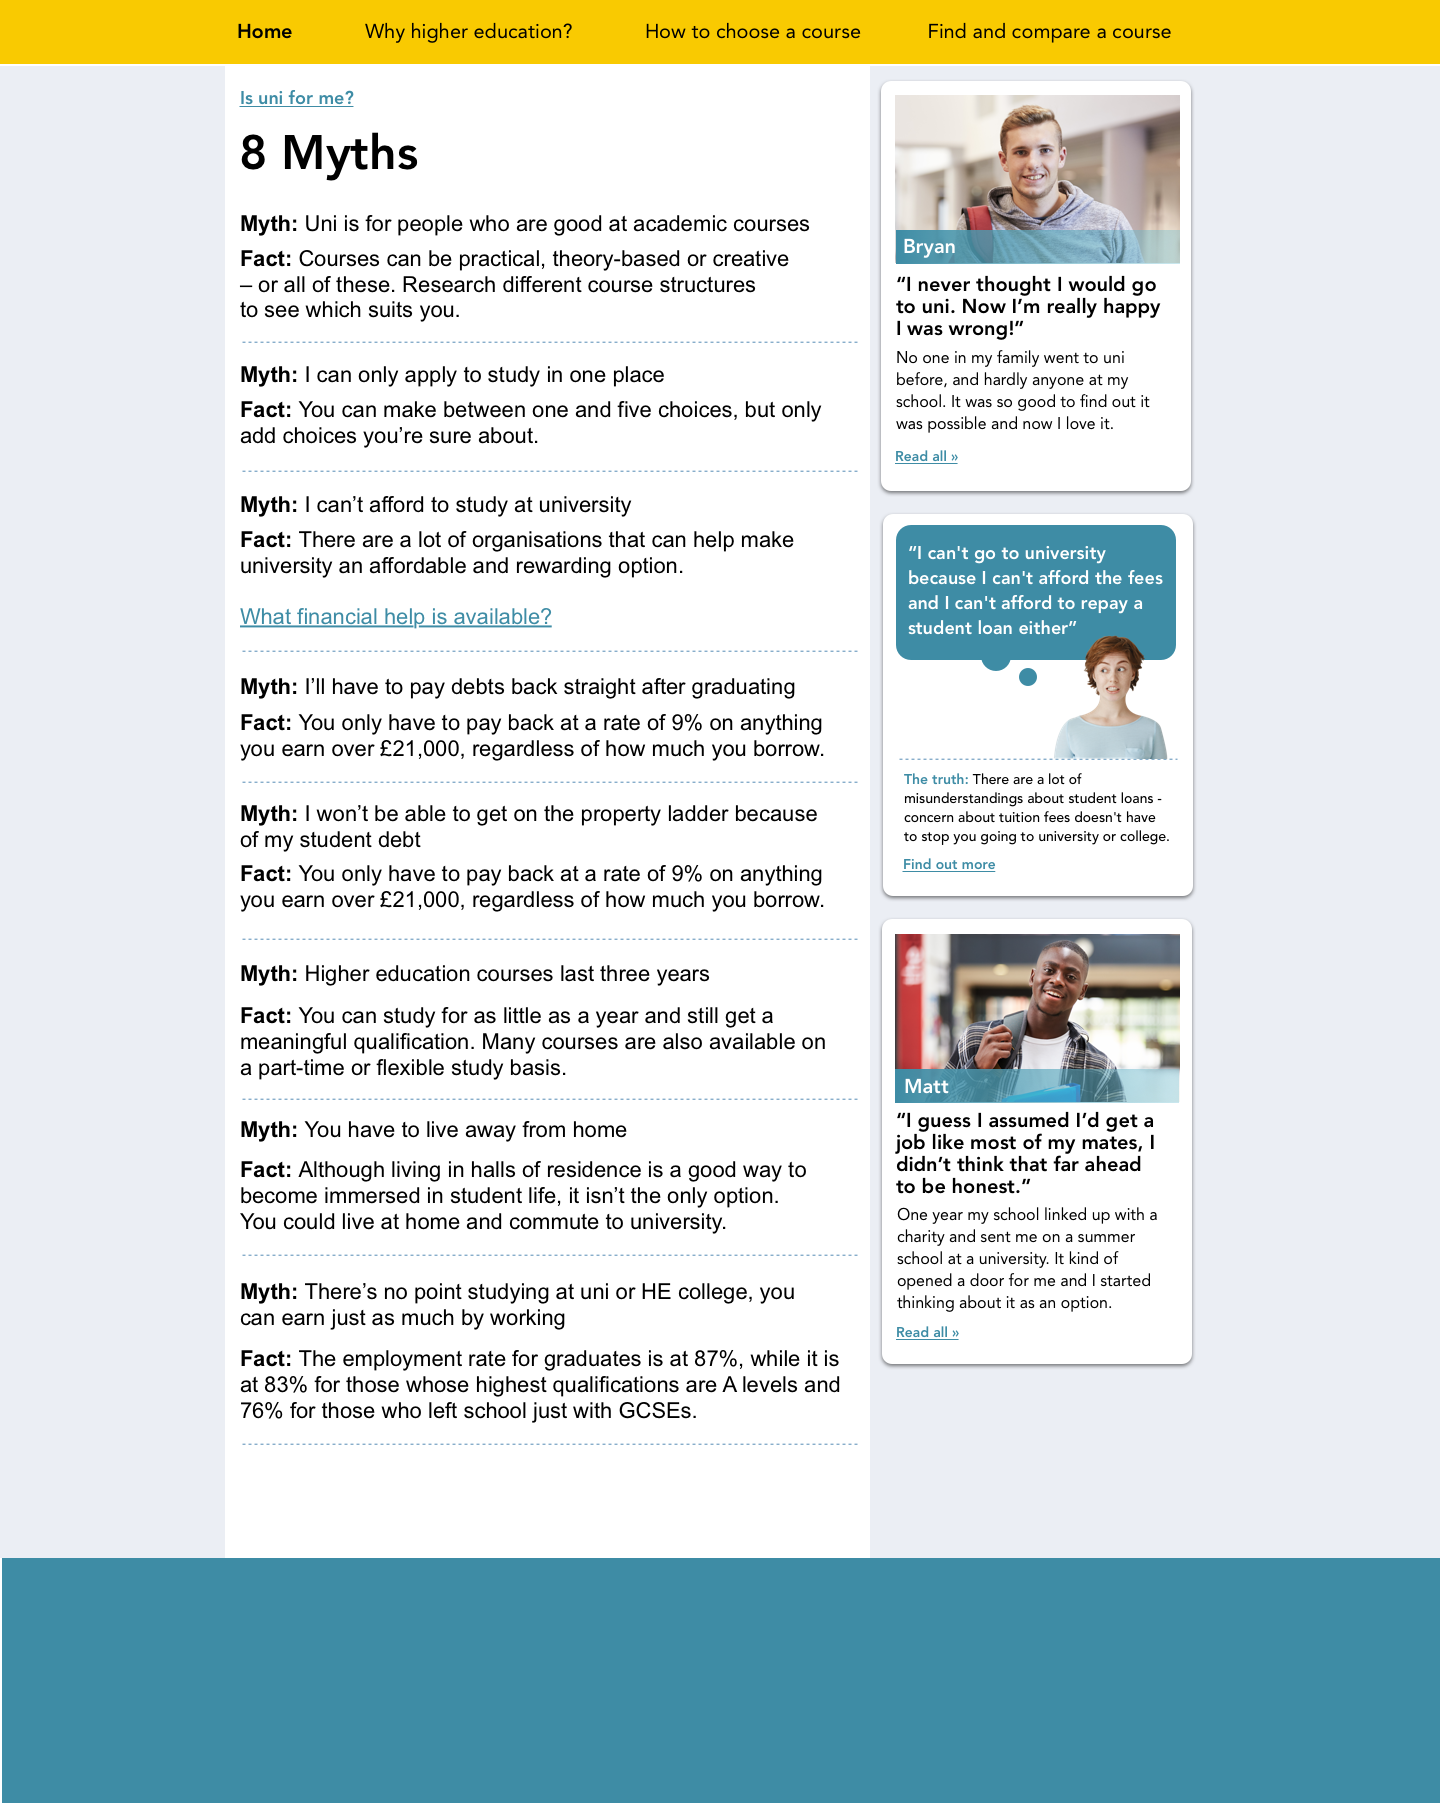 Home
Why higher education?
How to choose a course
Find and compare a course
Is uni for me?
8 Myths
Myth: Uni is for people who are good at academic courses
Fact: Courses can be practical, theory-based or creative
– or all of these. Research different course structures
to see which suits you.
Myth: I can only apply to study in one place
Fact: You can make between one and five choices, but only
add choices you’re sure about.
Myth: I can’t afford to study at university
Fact: There are a lot of organisations that can help make
university an affordable and rewarding option.
What financial help is available?
Myth: I’ll have to pay debts back straight after graduating
Fact: You only have to pay back at a rate of 9% on anything
you earn over £21,000, regardless of how much you borrow.
Myth: I won’t be able to get on the property ladder because
of my student debt
Fact: You only have to pay back at a rate of 9% on anything
you earn over £21,000, regardless of how much you borrow.
Myth: Higher education courses last three years
Fact: You can study for as little as a year and still get a
meaningful qualification. Many courses are also available on
a part-time or flexible study basis.
Myth: You have to live away from home
Fact: Although living in halls of residence is a good way to
become immersed in student life, it isn’t the only option.
You could live at home and commute to university.
Myth: There’s no point studying at uni or HE college, you
can earn just as much by working
Fact: The employment rate for graduates is at 87%, while it is
at 83% for those whose highest qualifications are A levels and
76% for those who left school just with GCSEs.
Bryan
“I never thought I would go
to uni. Now I’m really happy
I was wrong!”
No one in my family went to uni
before, and hardly anyone at my
school. It was so good to find out it
was possible and now I love it.
Read all »
“I can't go to university
because I can't afford the fees
and I can't afford to repay a
student loan either”
The truth: There are a lot of
misunderstandings about student loans -
concern about tuition fees doesn't have
to stop you going to university or college.
Find out more
Matt
“I guess I assumed I’d get a
job like most of my mates, I
didn’t think that far ahead
to be honest.”
One year my school linked up with a
charity and sent me on a summer
school at a university. It kind of
opened a door for me and I started
thinking about it as an option.
Read all »